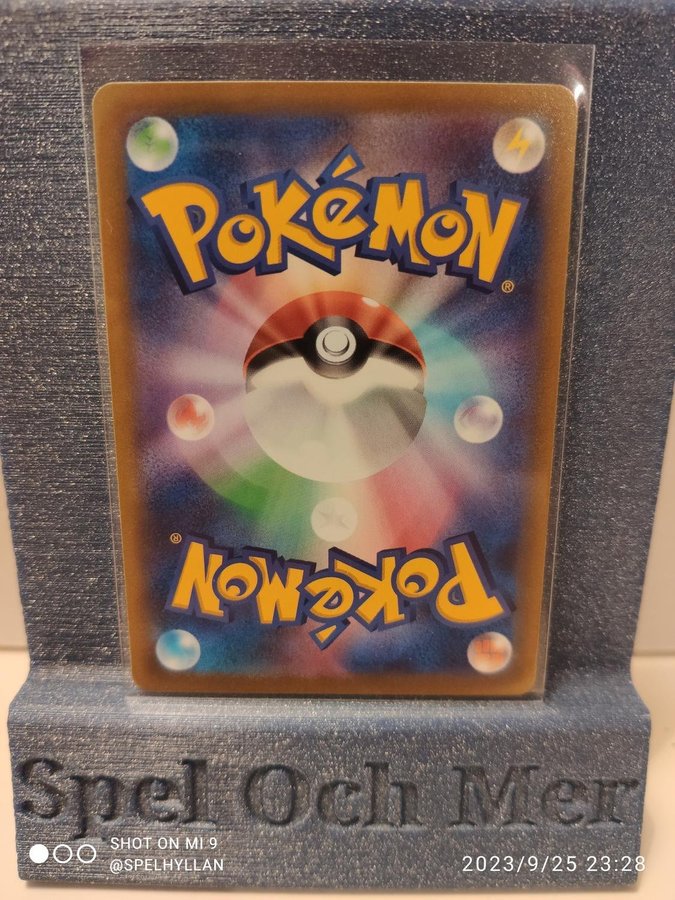 POKéMON®
POKéMON®
Spel Och Mer
SHOT ON MI 9
@SPELHYLLAN
2023/9/25 23:28